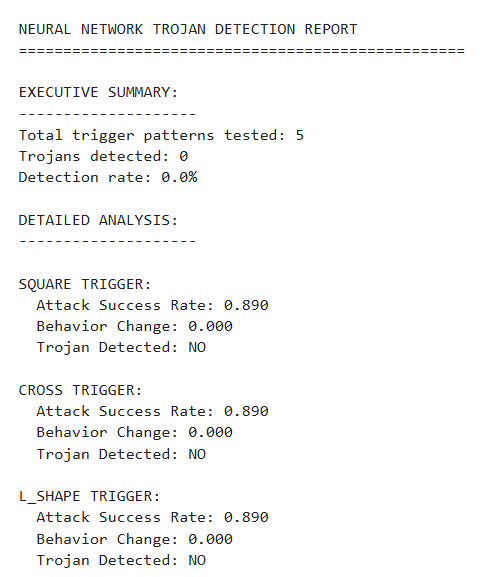 NEURAL NETWORK TROJAN DETECTION REPORT
==================================================
EXECUTIVE SUMMARY:
--------------------
Total trigger patterns tested: 5
Trojans detected: 0
Detection rate: 0.0%
DETAILED ANALYSIS:
--------------------
SQUARE TRIGGER:
Attack Success Rate: 0.890
Behavior Change: 0.000
Trojan Detected: NO
CROSS TRIGGER:
Attack Success Rate: 0.890
Behavior Change: 0.000
Trojan Detected: NO
L_SHAPE TRIGGER:
Attack Success Rate: 0.890
Behavior Change: 0.000
Trojan Detected: NO